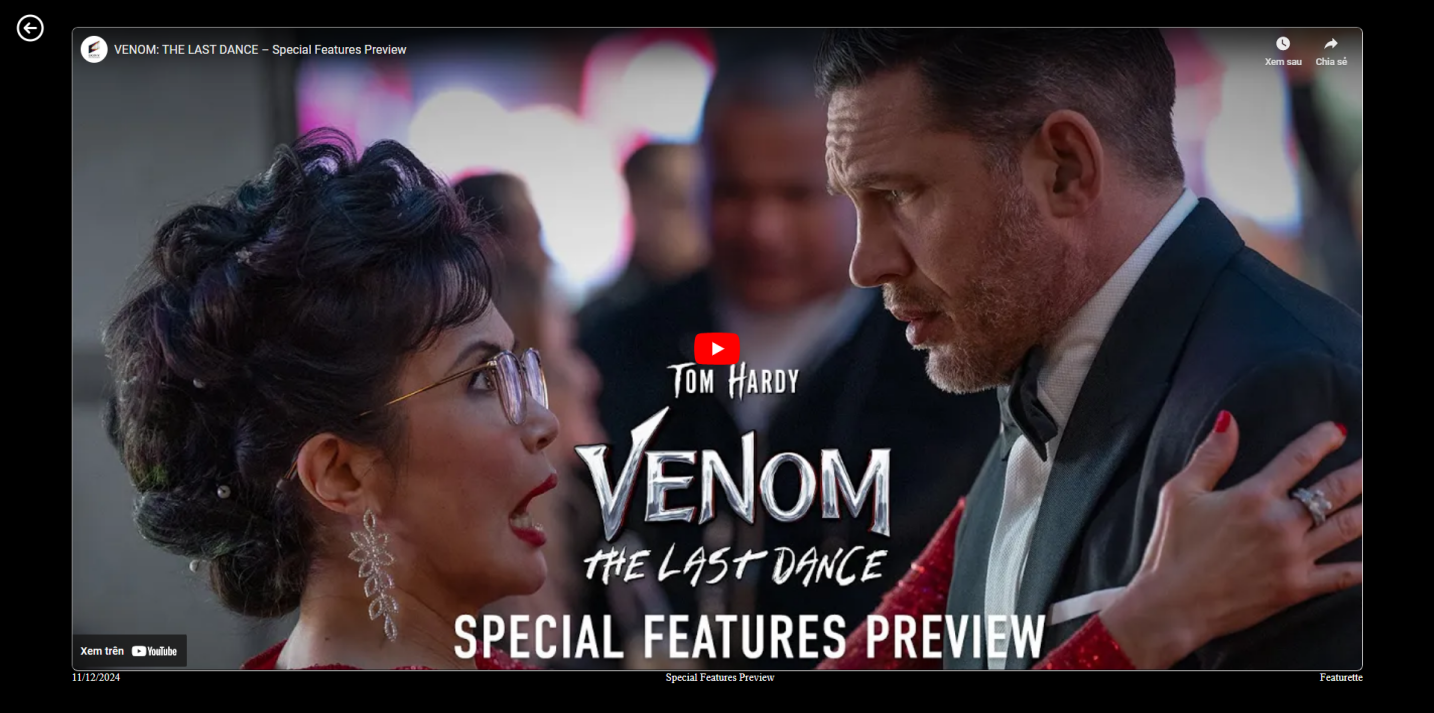 VENOM: THE LAST DANCE – Special Features Preview
Xem sau
Chia sẻ
TOM HARDY
VENOM
THE LAST DANCE
SPECIAL FEATURES PREVIEW
Xem trên YouTube
11/12/2024
Special Features Preview
Featurette